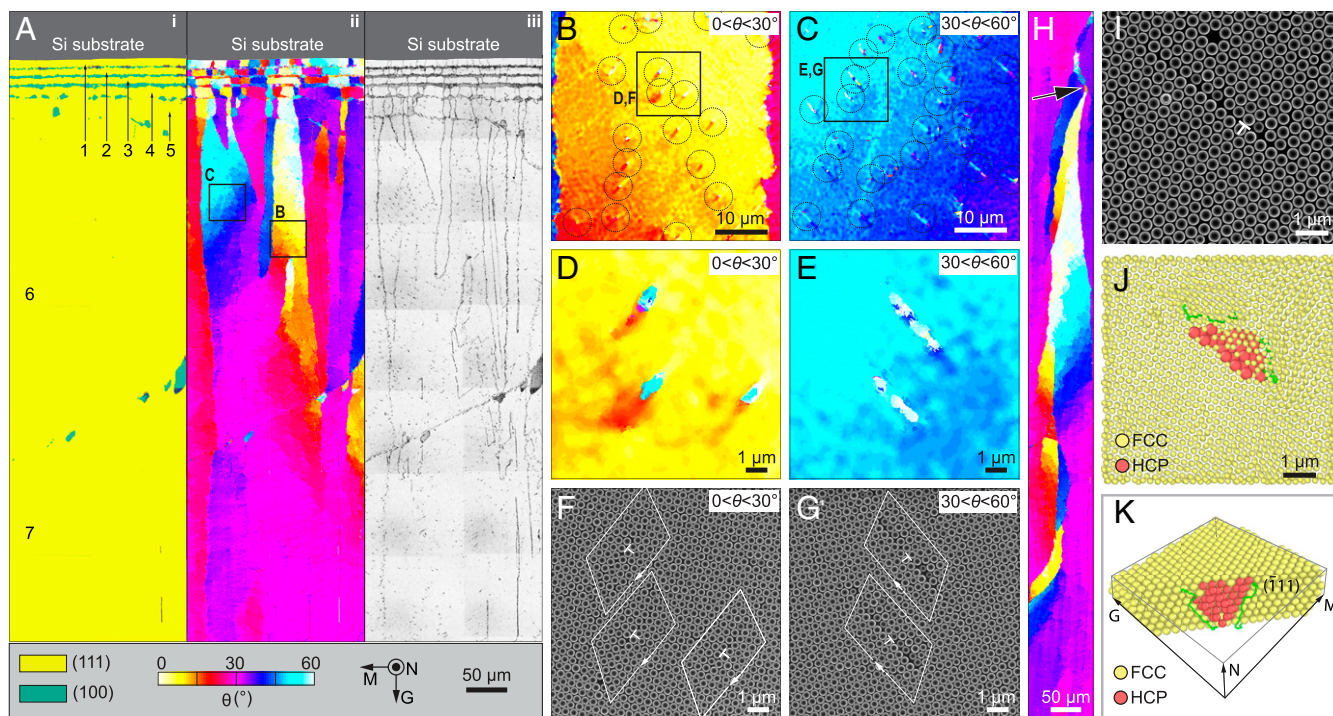 A
i
ii
iii
Si substrate
Si substrate
Si substrate
1 2 3 4 5
C
B
6
7
(111)
(100)
0 30 60
θ(°)
N
M
G
50 µm
B
0<θ<30°
D,F
10 µm
C
30<θ<60°
E,G
10 µm
D
0<θ<30°
1 µm
E
30<θ<60°
1 µm
F
0<θ<30°
1 µm
G
30<θ<60°
1 µm
H
50 µm
I
1 µm
J
FCC
HCP
1 µm
K
(1̄11)
G
M
N
FCC
HCP